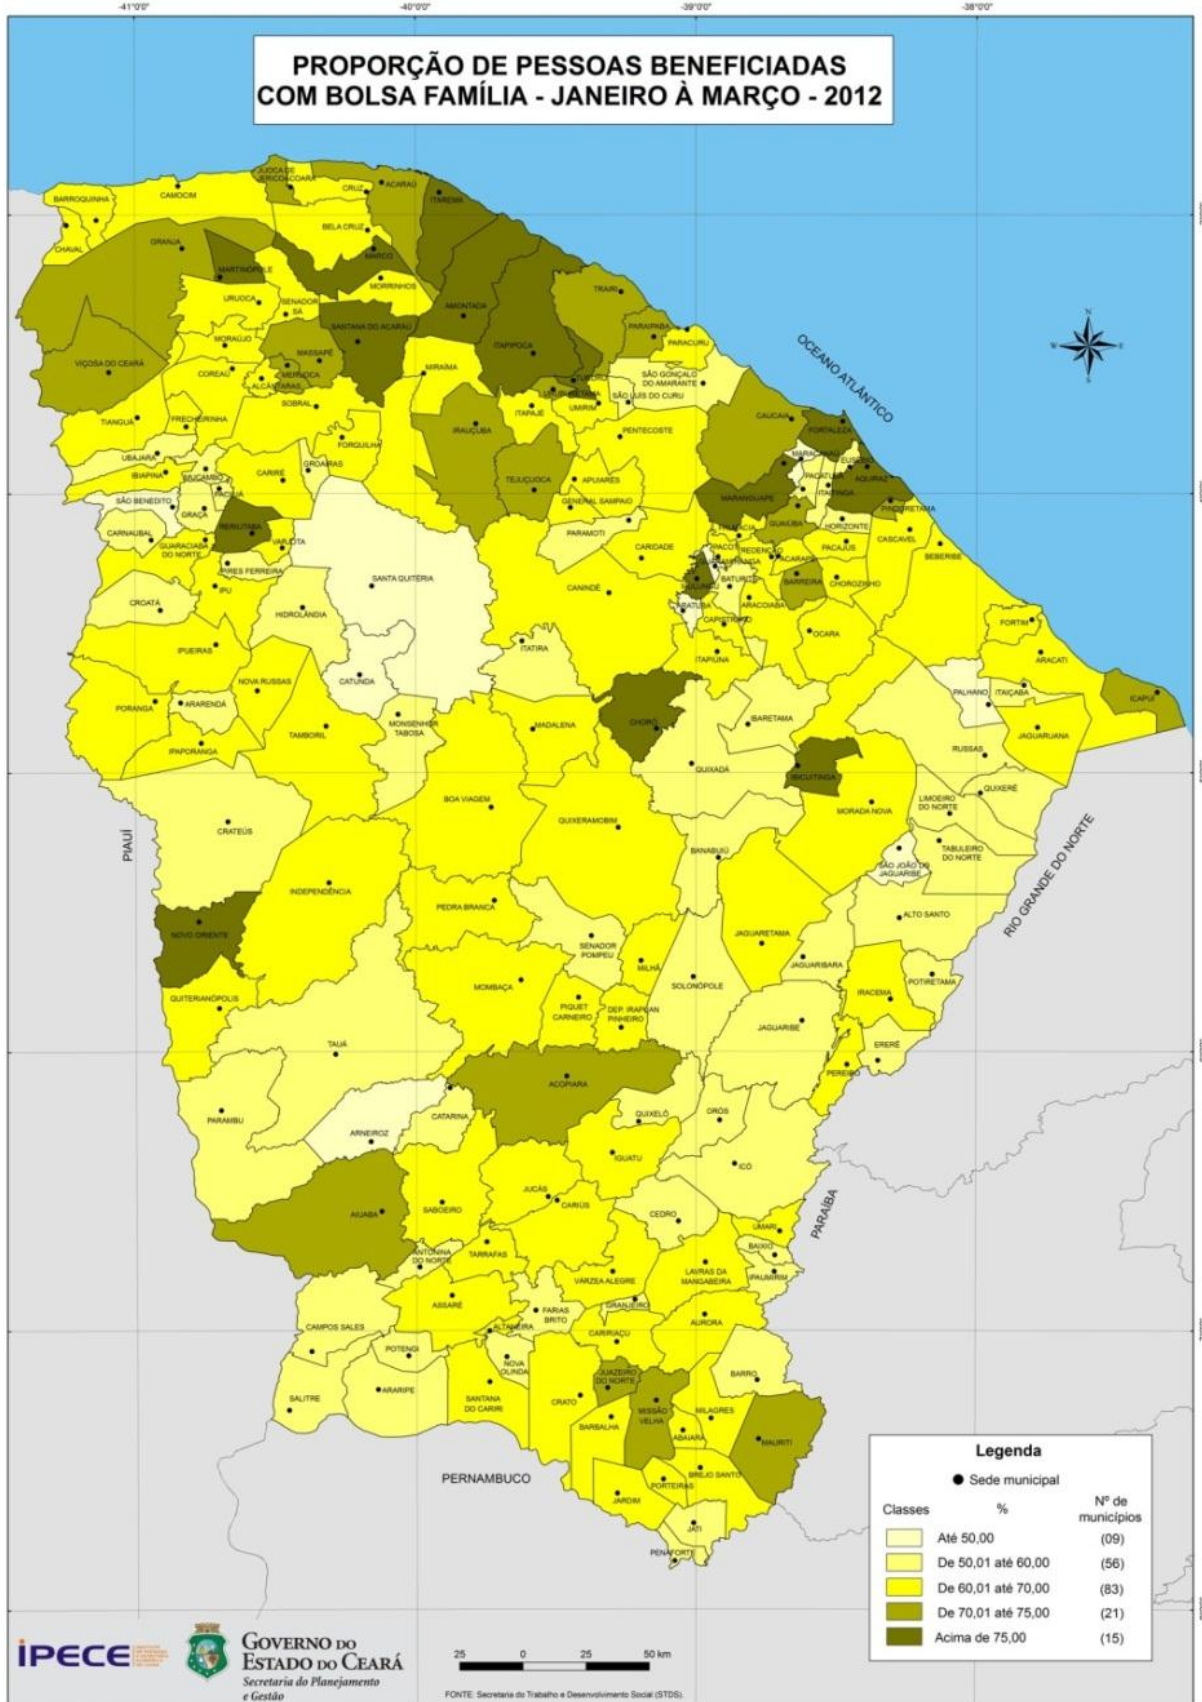 -41°0'0"
-40°0'0"
-39°0'0"
-38°0'0"
PROPORÇÃO DE PESSOAS BENEFICIADAS
COM BOLSA FAMÍLIA - JANEIRO À MARÇO - 2012
JIJOCA DE
JERICOACOARA
CRUZ
ACARAÚ
ITAREMA
BARROQUINHA
CAMOCIM
CHAVAL
BELA CRUZ
GRANJA
MARCO
MARTINÓPOLE
MORRINHOS
URUOCA
SENADOR
SÁ
AMONTADA
TRAIRI
SANTANA DO ACARAÚ
PARAIPABA
PARACURU
MORAÚJO
MASSAPÊ
ITAPIPOCA
VIÇOSA DO CEARÁ
COREAÚ
MERUOCA
MIRAÍMA
ALCÂNTARAS
TURURU
SÃO GONÇALO
DO AMARANTE
OCEANO ATLÂNTICO
N
W
E
S
SOBRAL
ITAPAJÉ
UMIRIM
SÃO LUÍS DO CURU
TIANGUÁ
FRECHEIRINHA
IRAUÇUBA
PENTECOSTE
CAUCAIA
FORTALEZA
FORQUILHA
UBAJARA
IBIAPINA
MUCAMBO
CARIRÉ
GROAÍRAS
MARACANAÚ
PACATUBA
AQUIRAZ
ITAITINGA
TEJUÇUOCA
APUIARÉS
GENERAL SAMPAIO
MARANGUAPE
SÃO BENEDITO
GRAÇA
RERIUTABA
PINDORETAMA
GUAIÚBA
HORIZONTE
CARNAUBAL
GUARACIABA
DO NORTE
VARJOTA
PARAMOTI
CARIDADE
REDENÇÃO
PACAJUS
CASCAVEL
BEBERIBE
PIRES FERREIRA
IPU
SANTA QUITÉRIA
CANINDÉ
BATURITÉ
BARREIRA
CHOROZINHO
CROATÁ
HIDROLÂNDIA
ARATUBA
ARACOIABA
CAPISTRANO
OCARA
FORTIM
IPUEIRAS
ITATIRA
ITAPIÚNA
ARACATI
CATUNDA
NOVA RUSSAS
PORANGA
ARARENDÁ
MONSENHOR
TABOSA
MADALENA
CHORÓ
IBARETAMA
PALHANO
ITAIÇABA
ICAPUÍ
IPAPORANGA
TAMBORIL
JAGUARUANA
RUSSAS
QUIXADÁ
IBICUITINGA
QUIXERÉ
LIMOEIRO
DO NORTE
BOA VIAGEM
QUIXERAMOBIM
MORADA NOVA
CRATEÚS
PIAUÍ
BANABUIÚ
TABULEIRO
DO NORTE
SÃO JOÃO DO
JAGUARIBE
RIO GRANDE DO NORTE
INDEPENDÊNCIA
PEDRA BRANCA
ALTO SANTO
NOVO ORIENTE
SENADOR
POMPEU
JAGUARETAMA
JAGUARIBARA
MILHÃ
SOLONÓPOLE
POTIRETAMA
IRACEMA
QUITERIANÓPOLIS
MOMBAÇA
PIQUET
CARNEIRO
DEP. IRAPUAN
PINHEIRO
JAGUARIBE
TAUÁ
ERERÊ
PEREIRO
ACOPIARA
PARAMBU
CATARINA
QUIXELÔ
ORÓS
ARNEIROZ
IGUATU
ICÓ
JUCÁS
CARIÚS
PARAÍBA
AIUABA
SABOEIRO
CEDRO
UMARI
BAIXIO
IPAUMIRIM
ANTONINA
DO NORTE
TARRAFAS
VÁRZEA ALEGRE
LAVRAS DA
MANGABEIRA
ASSARÉ
GRANJEIRO
FARIAS
BRITO
AURORA
CAMPOS SALES
ALTANEIRA
CARIRIAÇU
POTENGI
NOVA
OLINDA
JUAZEIRO
DO NORTE
BARRO
SALITRE
ARARIPE
SANTANA
DO CARIRI
CRATO
MISSÃO
VELHA
MILAGRES
BARBALHA
ABAIARA
MAURITI
PERNAMBUCO
BREJO SANTO
PORTEIRAS
JARDIM
JATI
PENAFORTE
Legenda
Sede municipal
Classes % Nº de
municípios
Até 50,00 (09)
De 50,01 até 60,00 (56)
De 60,01 até 70,00 (83)
De 70,01 até 75,00 (21)
Acima de 75,00 (15)
iPECE
GOVERNO DO
ESTADO DO CEARÁ
Secretaria do Planejamento
e Gestão
25 0 25 50 km
FONTE: Secretaria do Trabalho e Desenvolvimento Social (STDS).